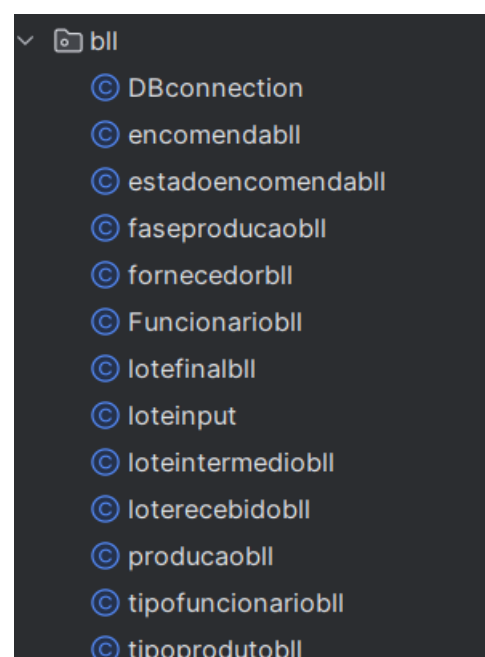 bll
DBconnection
encomendabll
estadoencomendabll
faseproducaobll
fornecedorbll
Funcionariobll
lotefinalbll
loteinput
loteintermediobll
loterecebidobll
producaobll
tipofuncionariobll
tipoprodutobll